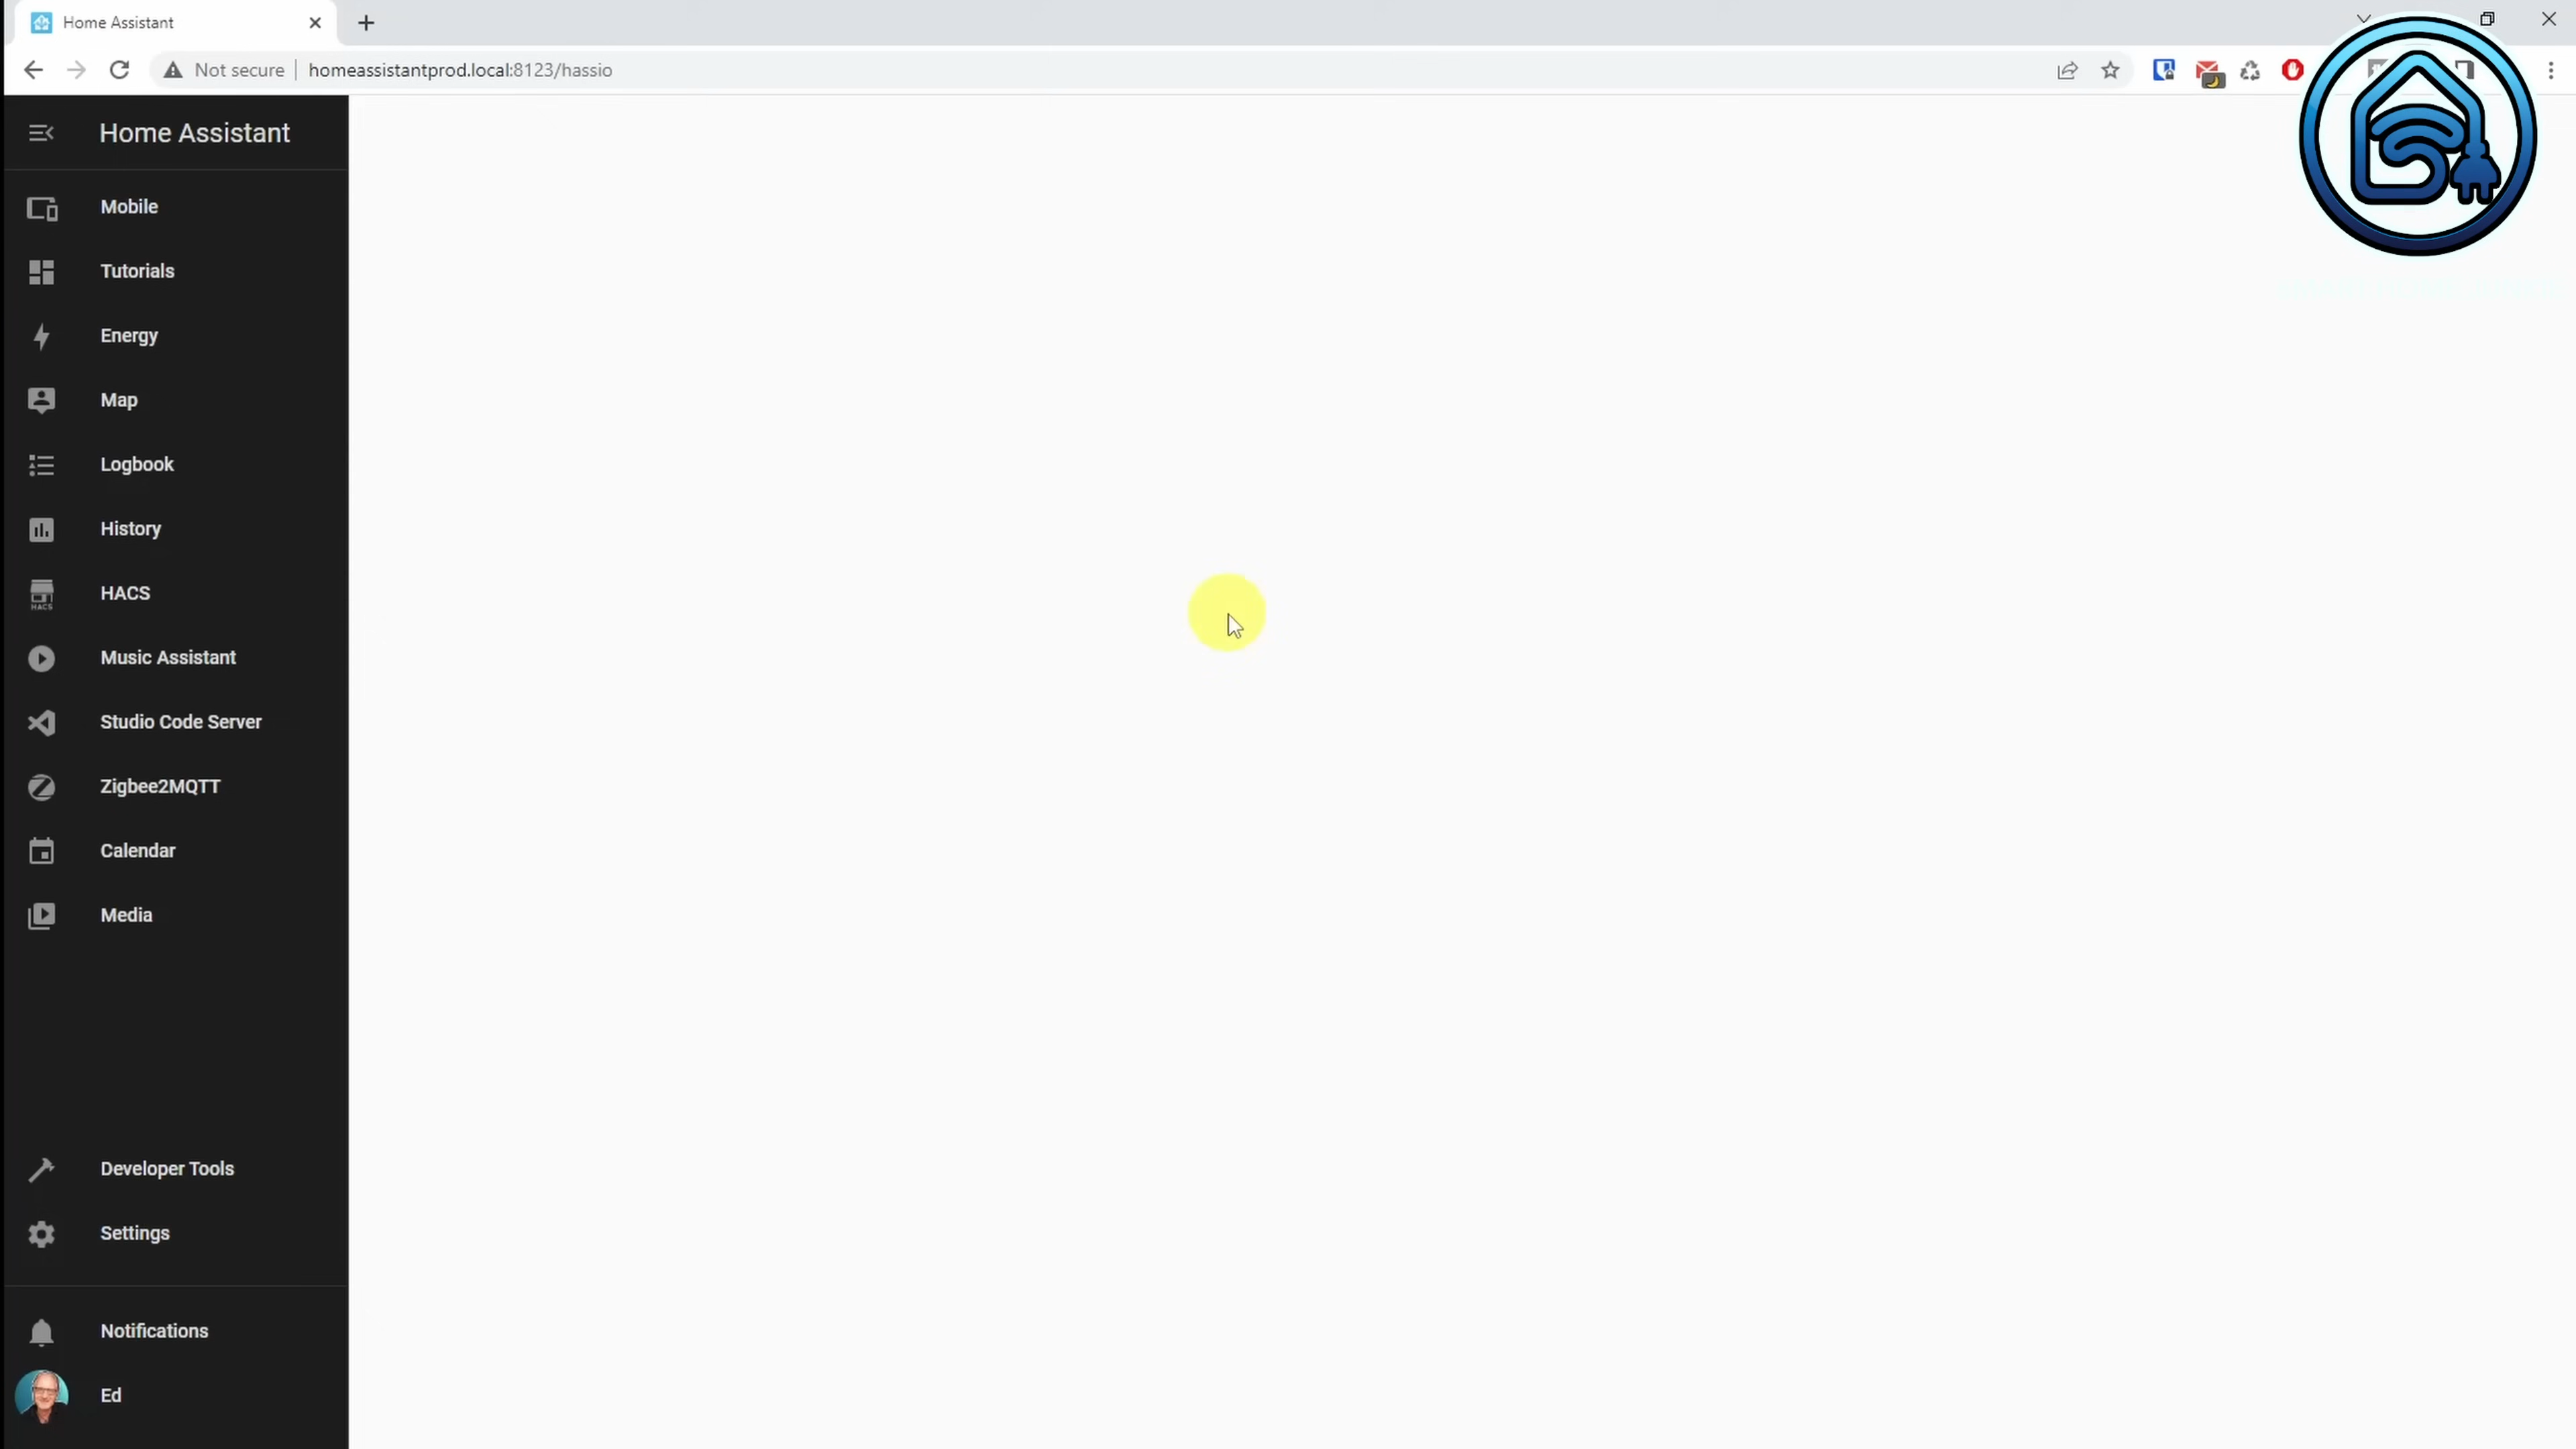 Home Assistant
Not secure
homeassistantprod.local:8123/hassio
Home Assistant
Mobile
Tutorials
Energy
Map
Logbook
History
HACS
HACS
Music Assistant
Studio Code Server
Zigbee2MQTT
Calendar
Media
Developer Tools
Settings
Notifications
Ed